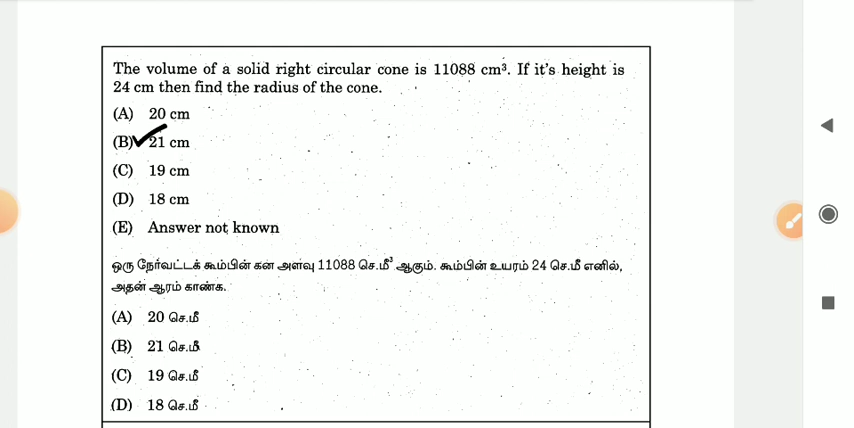 The volume of a solid right circular cone is 11088 cm³. If it's height is
24 cm then find the radius of the cone.
(A) 20 cm
(B) 21 cm
(C) 19 cm
(D) 18 cm
(E) Answer not known
ஒரு நேர்வட்டக் கூம்பின் கன அளவு 11088 செ.மீ³ ஆகும். கூம்பின் உயரம் 24 செ.மீ எனில்,
அதன் ஆரம் காண்க.
(A) 20 செ.மீ
(B) 21 செ.மீ
(C) 19 செ.மீ
(D) 18 செ.மீ